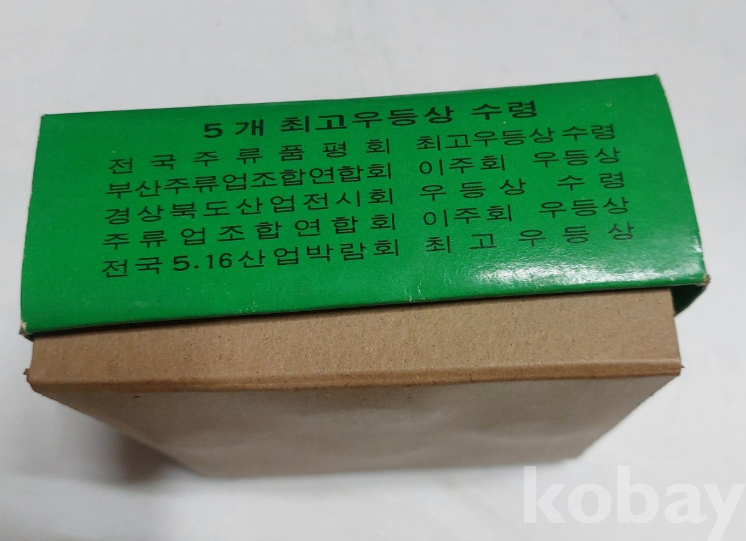 5개 최고우등상 수령
전국주류품평회 최고우등상수령
부산주류업조합연합회 이주회 우등상
경상북도산업전시회 우등상 수령
주류업조합연합회 이주회 우등상
전국5.16산업박람회 최고우등상
kobay